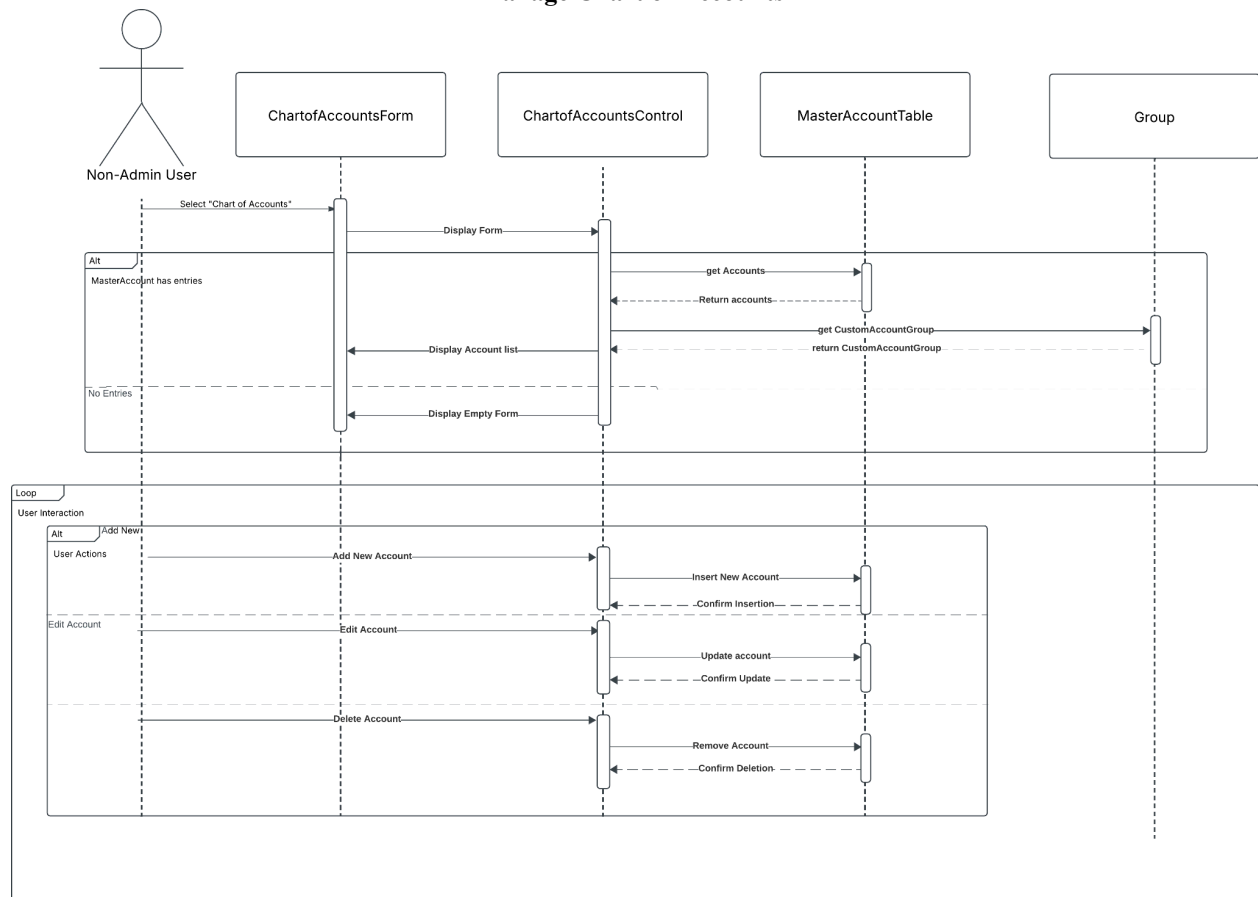 Non-Admin User
ChartofAccountsForm
ChartofAccountsControl
MasterAccountTable
Group
Select "Chart of Accounts"
Display Form
Alt
MasterAccount has entries
get Accounts
Return accounts
get CustomAccountGroup
return CustomAccountGroup
Display Account list
No Entries
Display Empty Form
Loop
User Interaction
Alt
Add New
User Actions
Add New Account
Insert New Account
Confirm Insertion
Edit Account
Edit Account
Update account
Confirm Update
Delete Account
Remove Account
Confirm Deletion